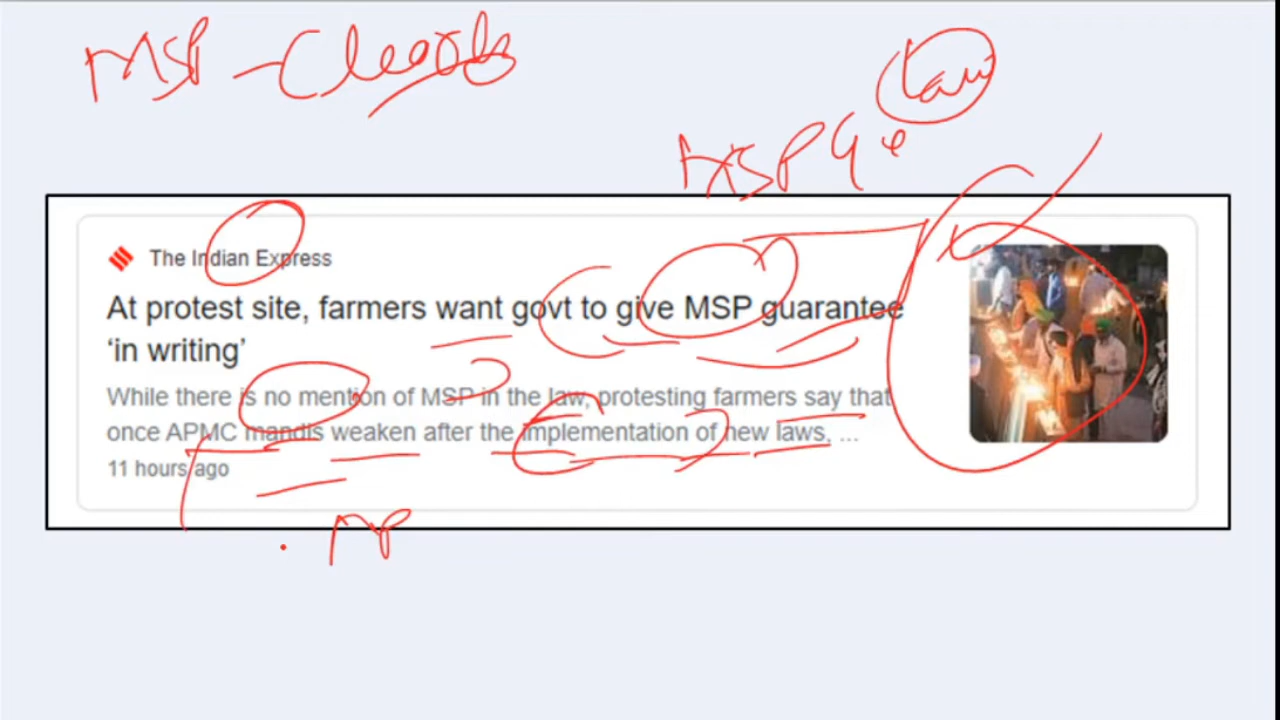 MSP -
Law
MSP
The Indian Express
At protest site, farmers want govt to give MSP guarantee
‘in writing’
While there is no mention of MSP in the law, protesting farmers say that
once APMC mandis weaken after the implementation of new laws, ...
11 hours ago